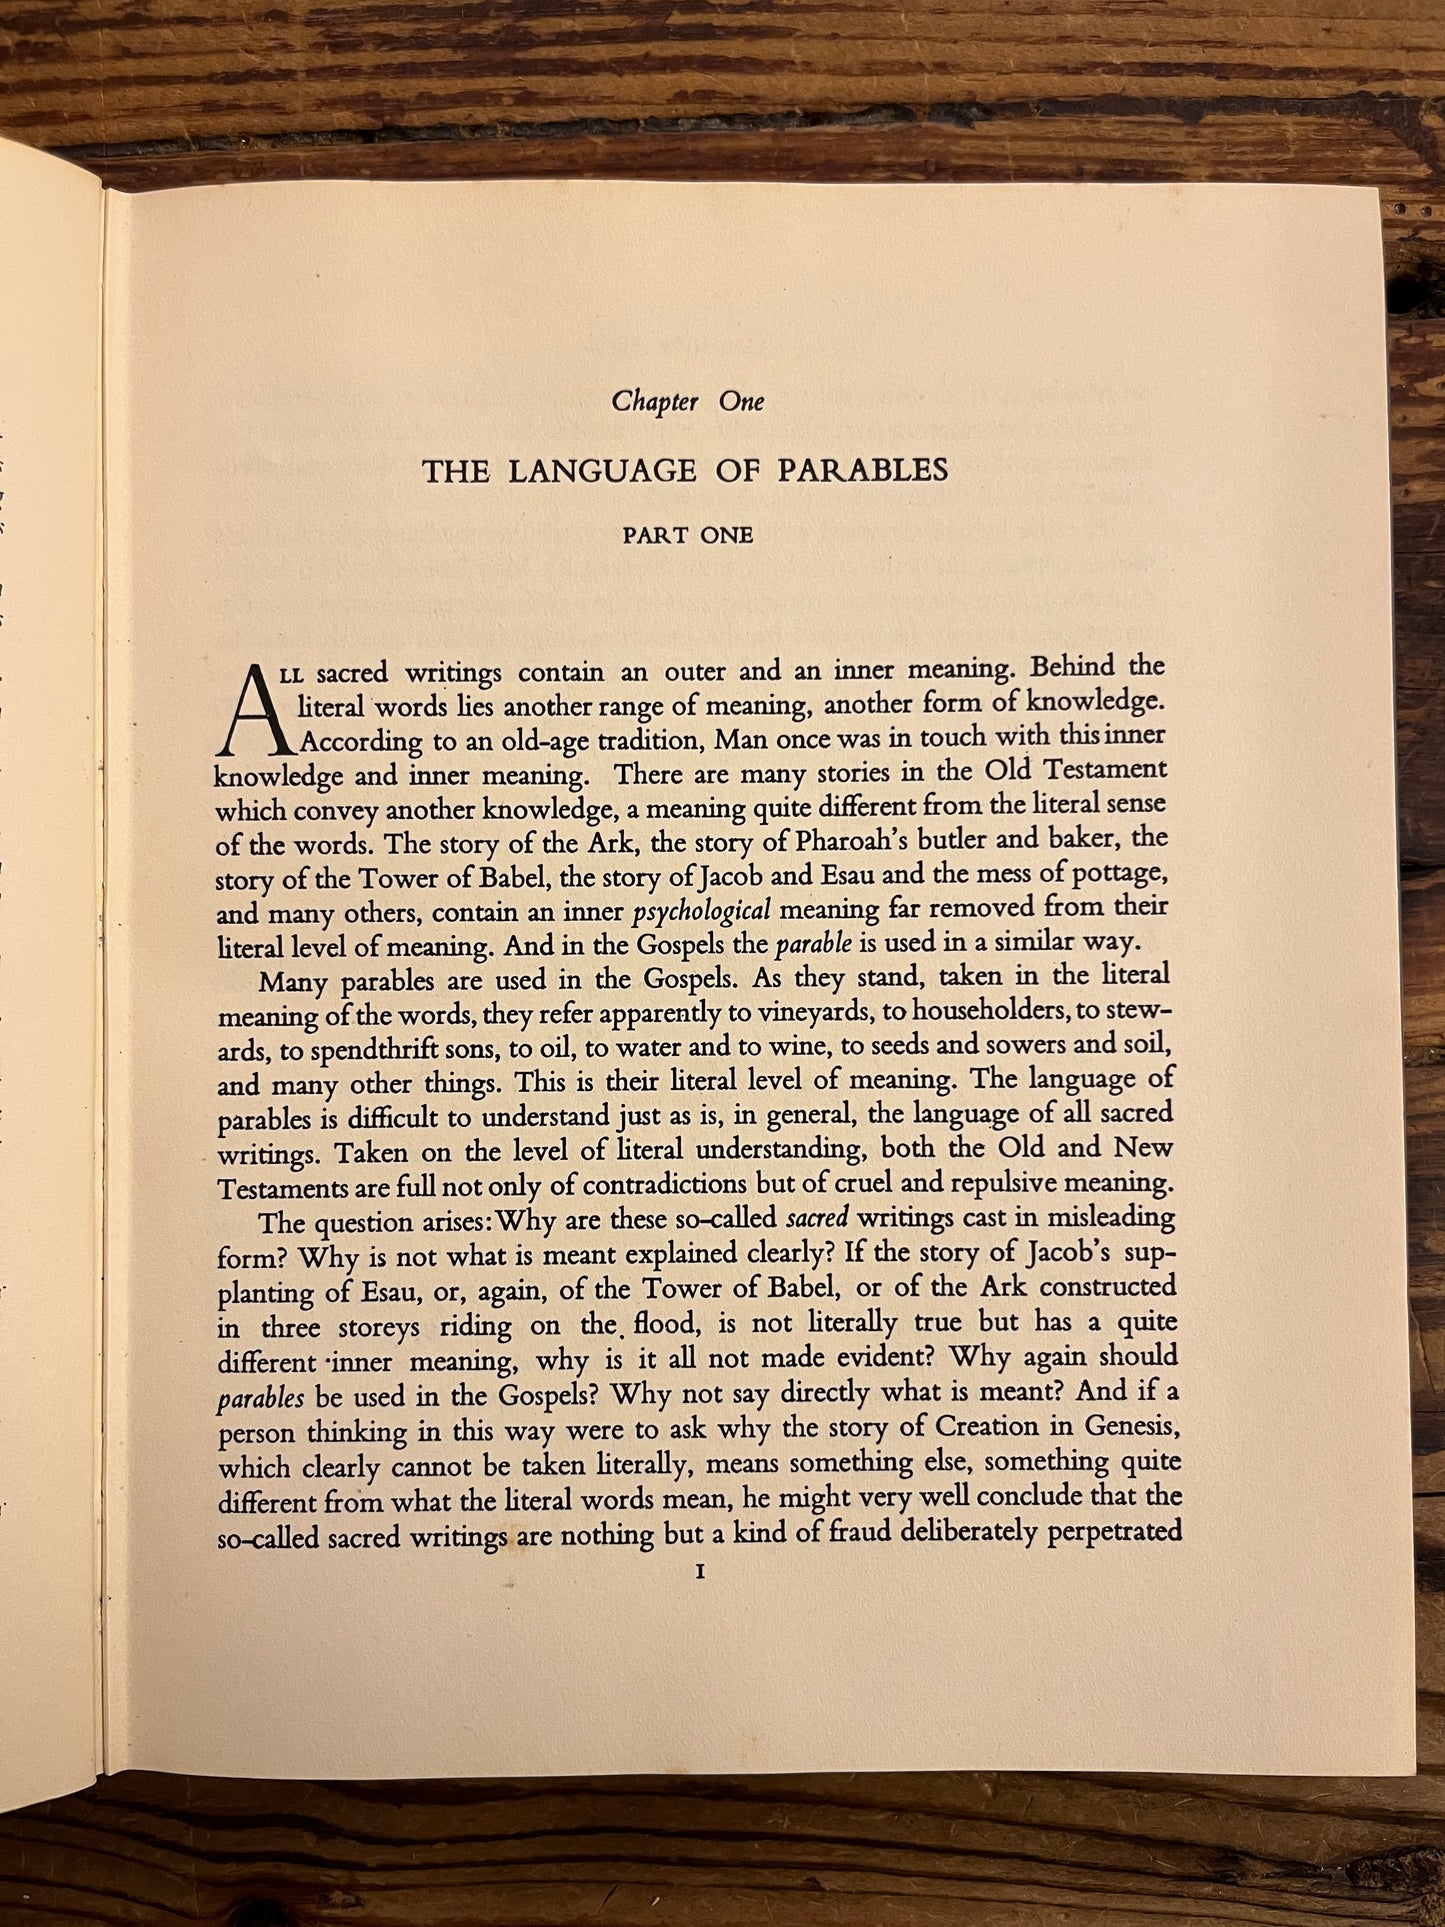 Chapter One
THE LANGUAGE OF PARABLES
PART ONE
ALL sacred writings contain an outer and an inner meaning. Behind the
literal words lies another range of meaning, another form of knowledge.
According to an old-age tradition, Man once was in touch with this inner
knowledge and inner meaning. There are many stories in the Old Testament
which convey another knowledge, a meaning quite different from the literal sense
of the words. The story of the Ark, the story of Pharoah's butler and baker, the
story of the Tower of Babel, the story of Jacob and Esau and the mess of pottage,
and many others, contain an inner psychological meaning far removed from their
literal level of meaning. And in the Gospels the parable is used in a similar way.
Many parables are used in the Gospels. As they stand, taken in the literal
meaning of the words, they refer apparently to vineyards, to householders, to stew-
ards, to spendthrift sons, to oil, to water and to wine, to seeds and sowers and soil,
and many other things. This is their literal level of meaning. The language of
parables is difficult to understand just as is, in general, the language of all sacred
writings. Taken on the level of literal understanding, both the Old and New
Testaments are full not only of contradictions but of cruel and repulsive meaning.
The question arises: Why are these so-called sacred writings cast in misleading
form? Why is not what is meant explained clearly? If the story of Jacob's sup-
planting of Esau, or, again, of the Tower of Babel, or of the Ark constructed
in three storeys riding on the flood, is not literally true but has a quite
different inner meaning, why is it all not made evident? Why again should
parables be used in the Gospels? Why not say directly what is meant? And if a
person thinking in this way were to ask why the story of Creation in Genesis,
which clearly cannot be taken literally, means something else, something quite
different from what the literal words mean, he might very well conclude that the
so-called sacred writings are nothing but a kind of fraud deliberately perpetrated
1